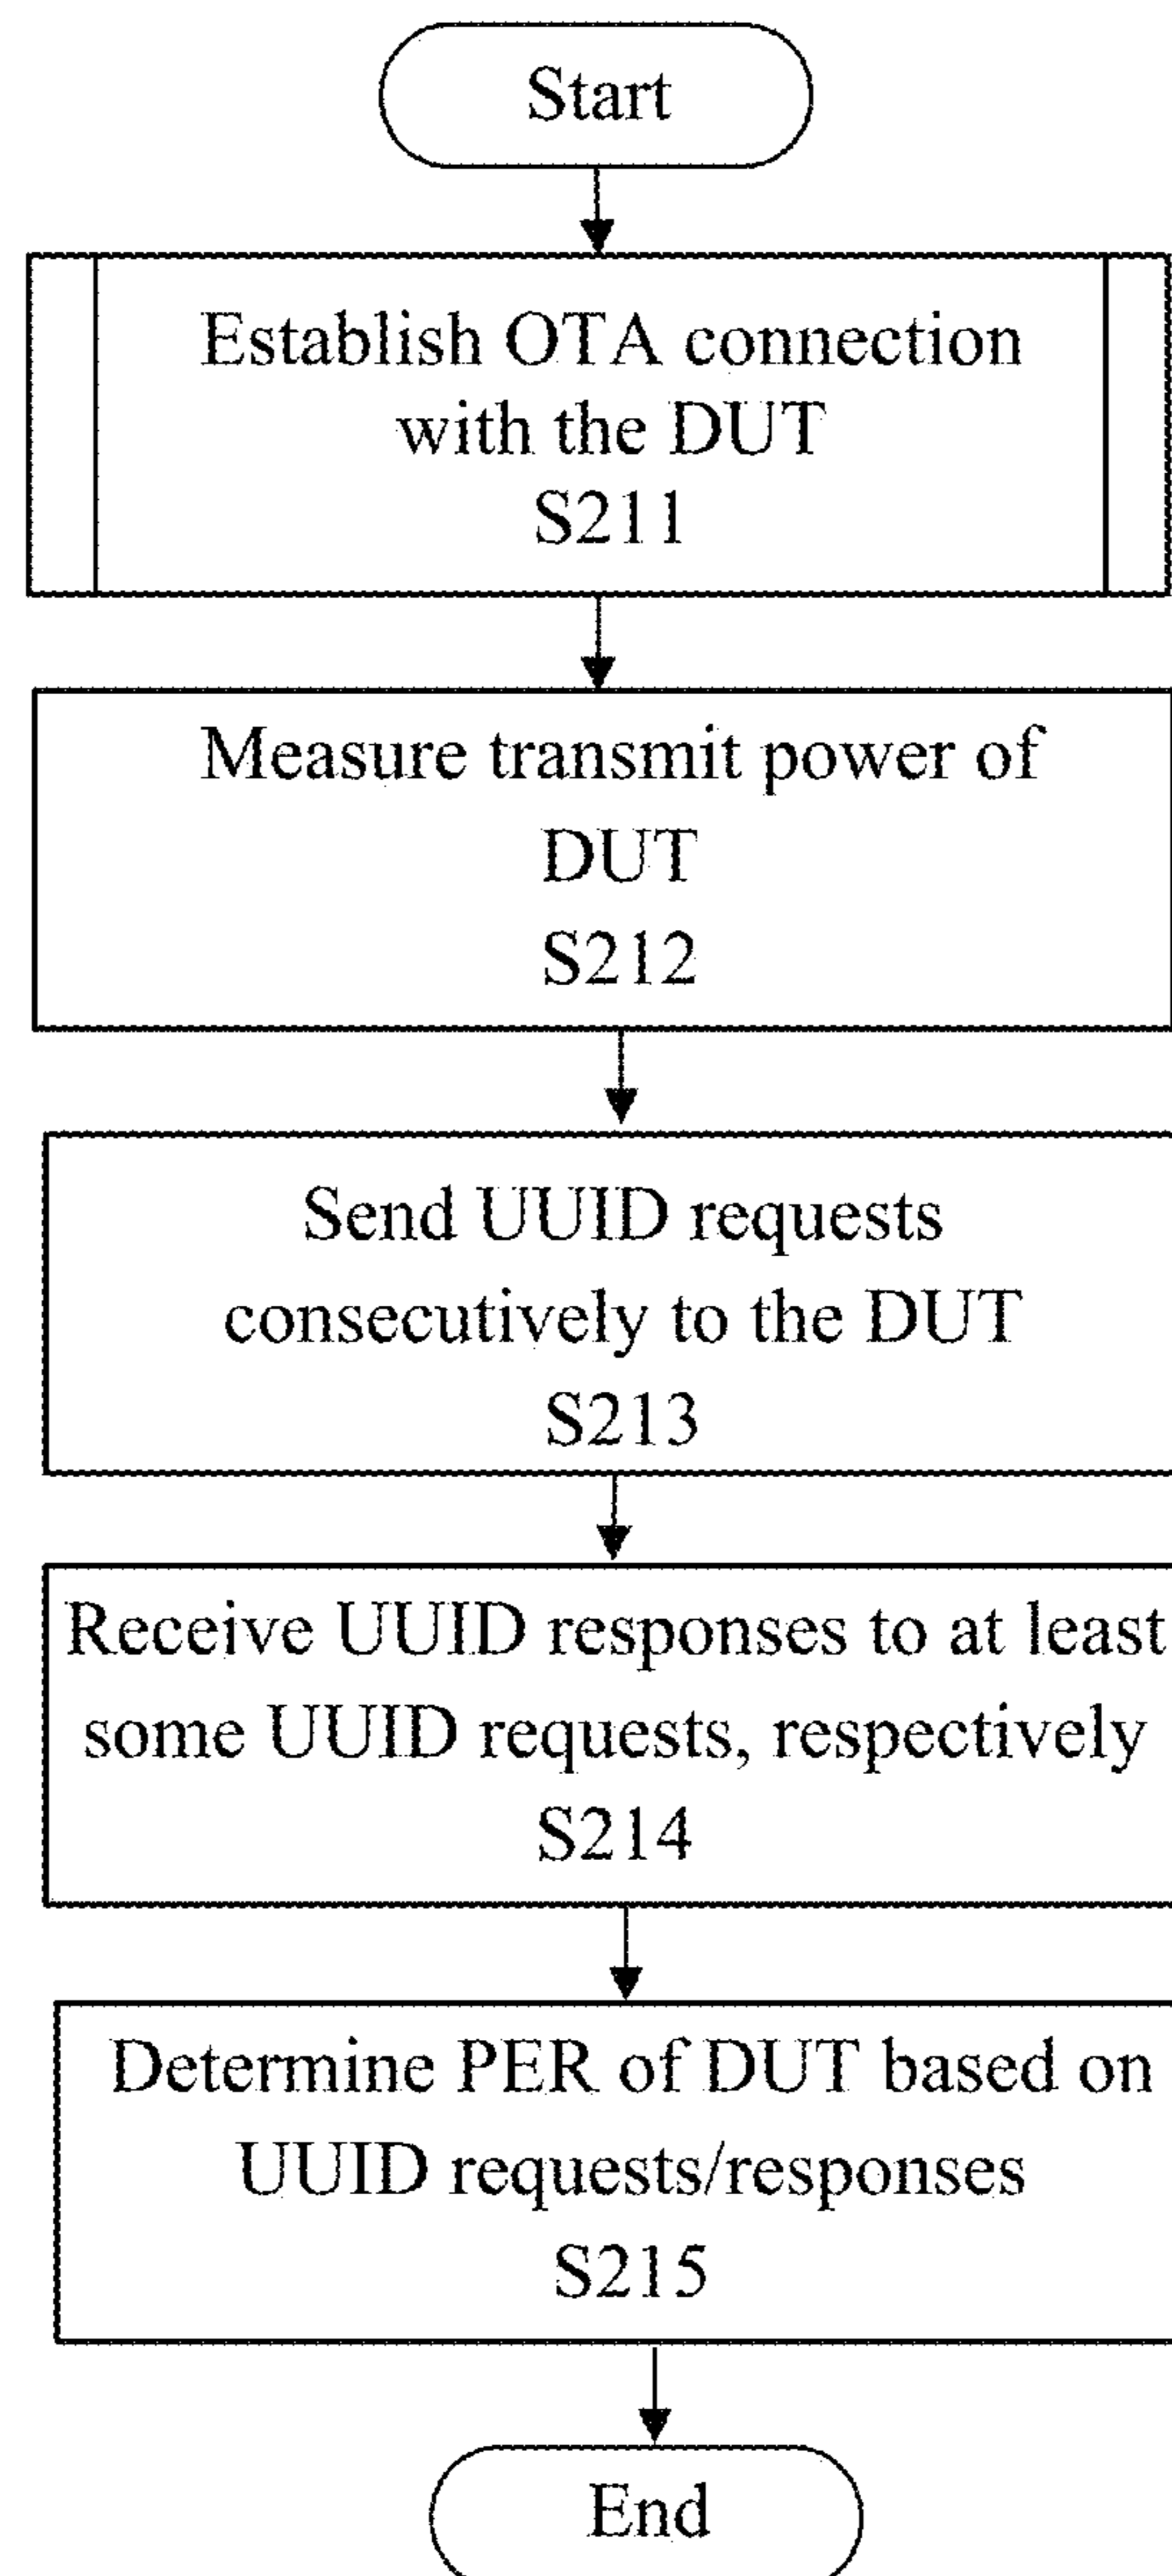 Start
Establish OTA connection
with the DUT
S211
Measure transmit power of
DUT
S212
Send UUID requests
consecutively to the DUT
S213
Receive UUID responses to at least
some UUID requests, respectively
S214
Determine PER of DUT based on
UUID requests/responses
S215
End